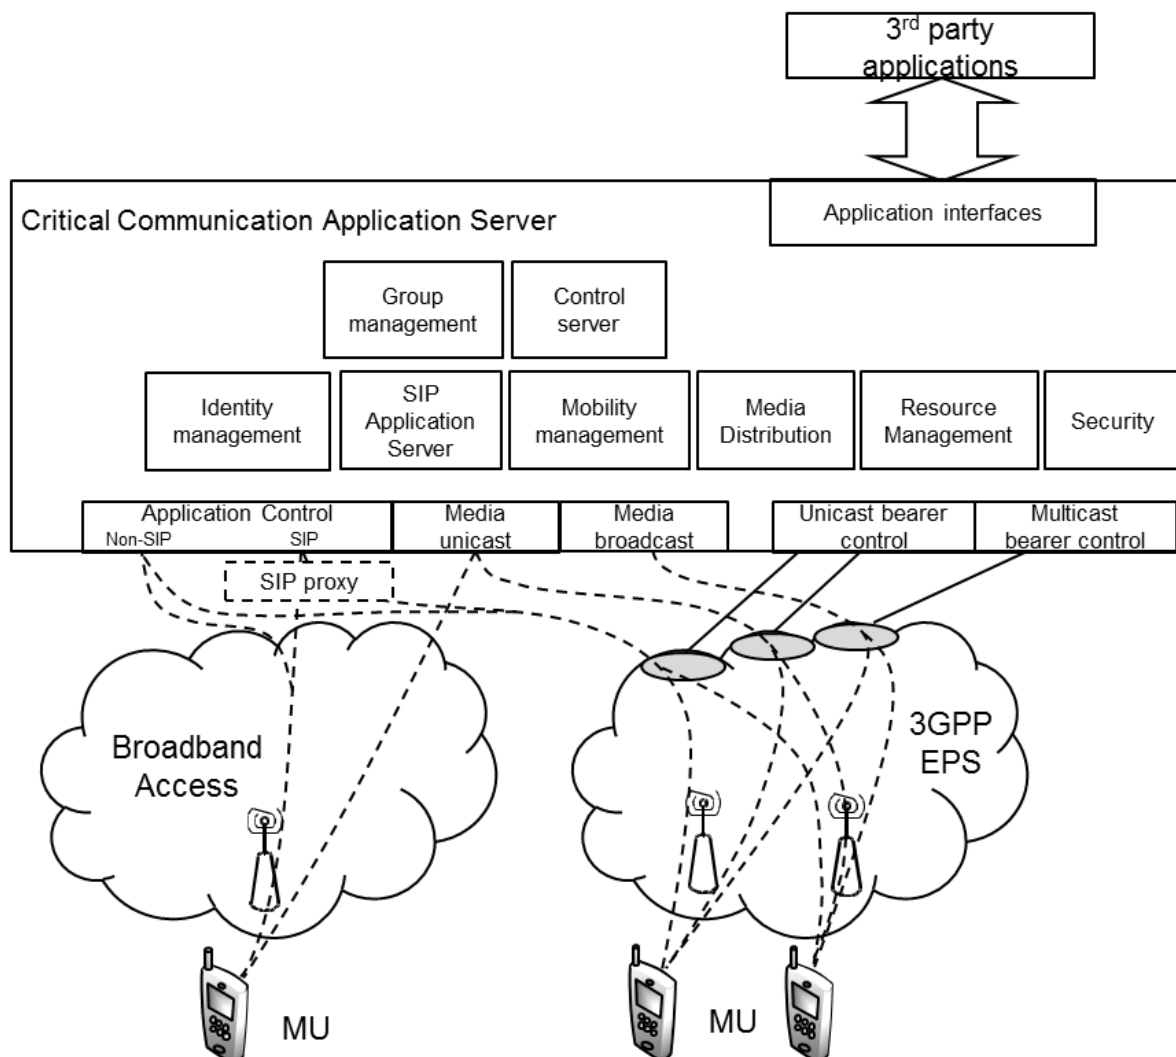 3rd party
applications
Application interfaces
Critical Communication Application Server
Group
management
Control
server
Identity
management
SIP
Application
Server
Mobility
management
Media
Distribution
Resource
Management
Security
Application Control
Non-SIP
SIP
Media
unicast
Media
broadcast
Unicast bearer
control
Multicast
bearer control
SIP proxy
Broadband
Access
3GPP
EPS
MU
MU